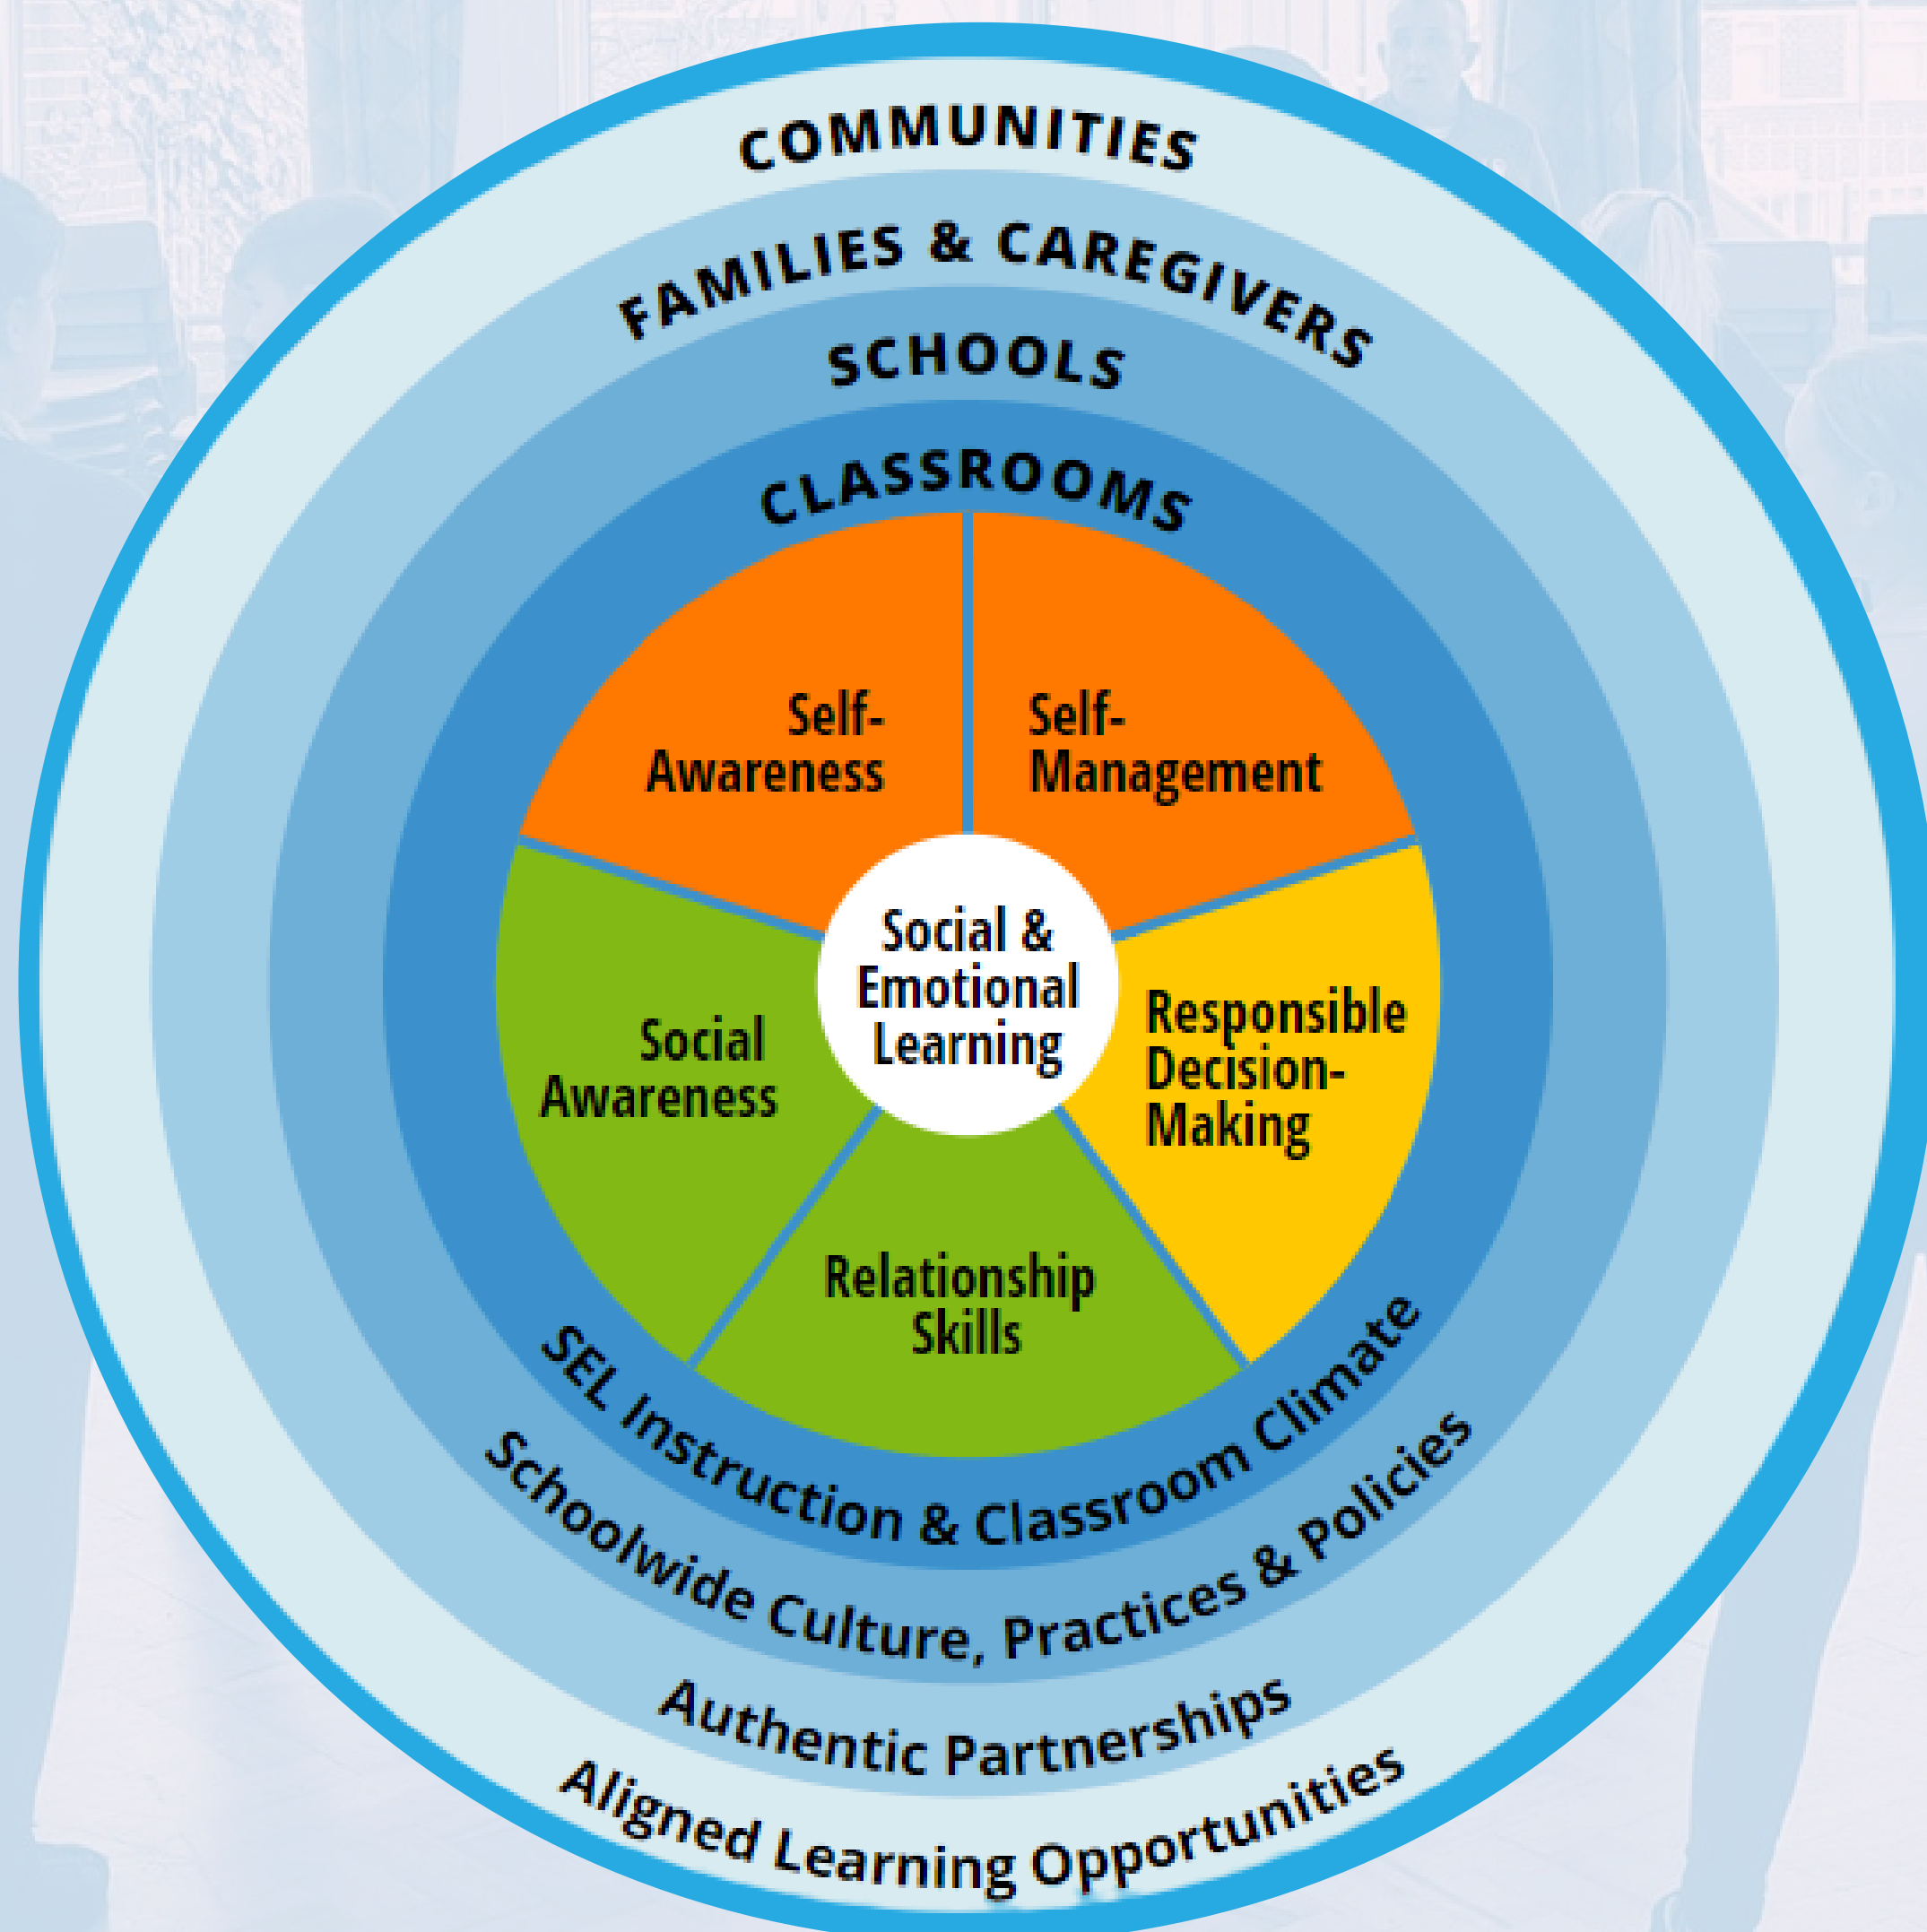 COMMUNITIES
FAMILIES & CAREGIVERS
SCHOOLS
CLASSROOMS
Self-
Awareness
Self-
Management
Social &
Emotional
Learning
Social
Awareness
Responsible
Decision-
Making
Relationship
Skills
SEL Instruction & Classroom Climate
Schoolwide Culture, Practices & Policies
Authentic Partnerships
Aligned Learning Opportunities